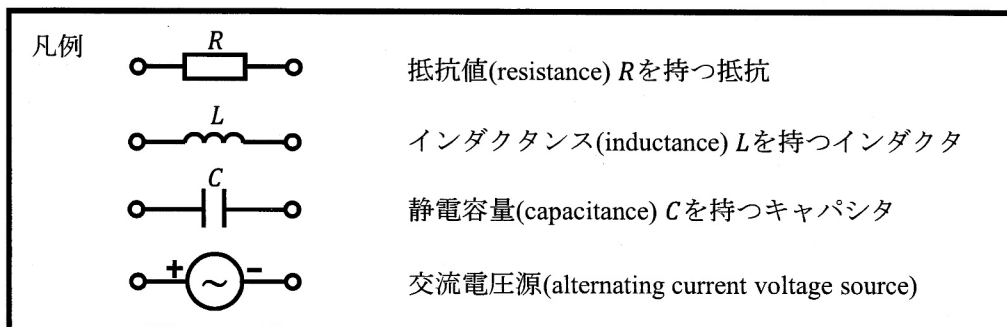 凡例
R
抵抗値(resistance) Rを持つ抵抗
L
インダクタンス(inductance) Lを持つインダクタ
C
静電容量(capacitance) Cを持つキャパシタ
+ ~ -
交流電圧源(alternating current voltage source)